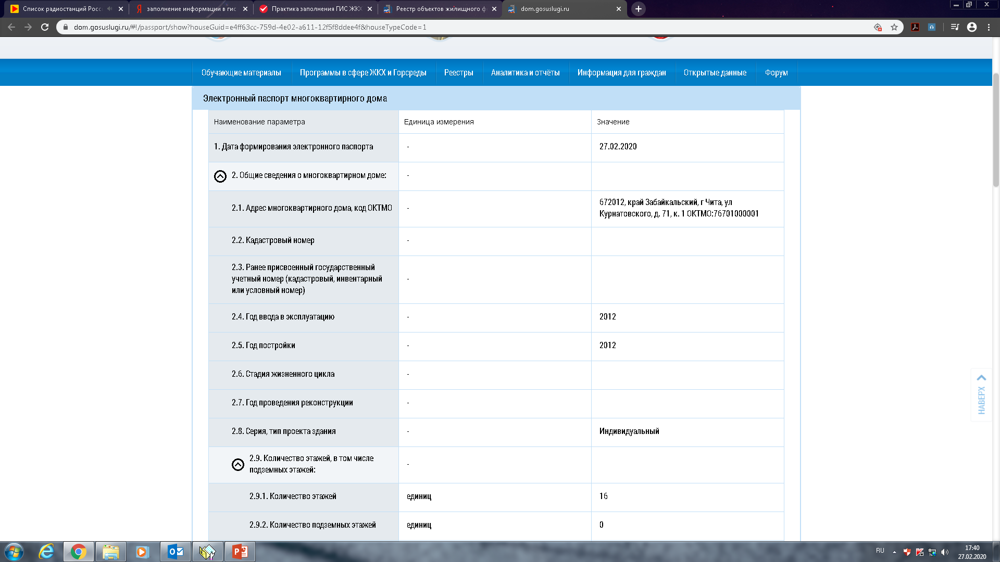 Список радиостанций Росс
заполнение информации в гис
Практика заполнения ГИС ЖКХ
Реестр объектов жилищного ф
dom.gosuslugi.ru
dom.gosuslugi.ru/#!/passport/show?houseGuid=e4ff63cc-759d-4e02-a611-12f5f8ddee4f&houseTypeCode=1
Обучающие материалы
Программы в сфере ЖКХ и Горсреды
Реестры
Аналитика и отчёты
Информация для граждан
Открытые данные
Форум
Электронный паспорт многоквартирного дома
Наименование параметра
Единица измерения
Значение
1. Дата формирования электронного паспорта
-
27.02.2020
2. Общие сведения о многоквартирном доме:
-
2.1. Адрес многоквартирного дома, код ОКТМО
-
672012, край Забайкальский, г Чита, ул
Курнатовского, д. 71, к. 1 ОКТМО:76701000001
2.2. Кадастровый номер
-
2.3. Ранее присвоенный государственный
учетный номер (кадастровый, инвентарный
или условный номер)
-
2.4. Год ввода в эксплуатацию
-
2012
2.5. Год постройки
-
2012
2.6. Стадия жизненного цикла
-
2.7. Год проведения реконструкции
-
2.8. Серия, тип проекта здания
-
Индивидуальный
2.9. Количество этажей, в том числе
подземных этажей:
-
2.9.1. Количество этажей
единиц
16
2.9.2. Количество подземных этажей
единиц
0
НАВЕРХ
RU
17:40
27.02.2020